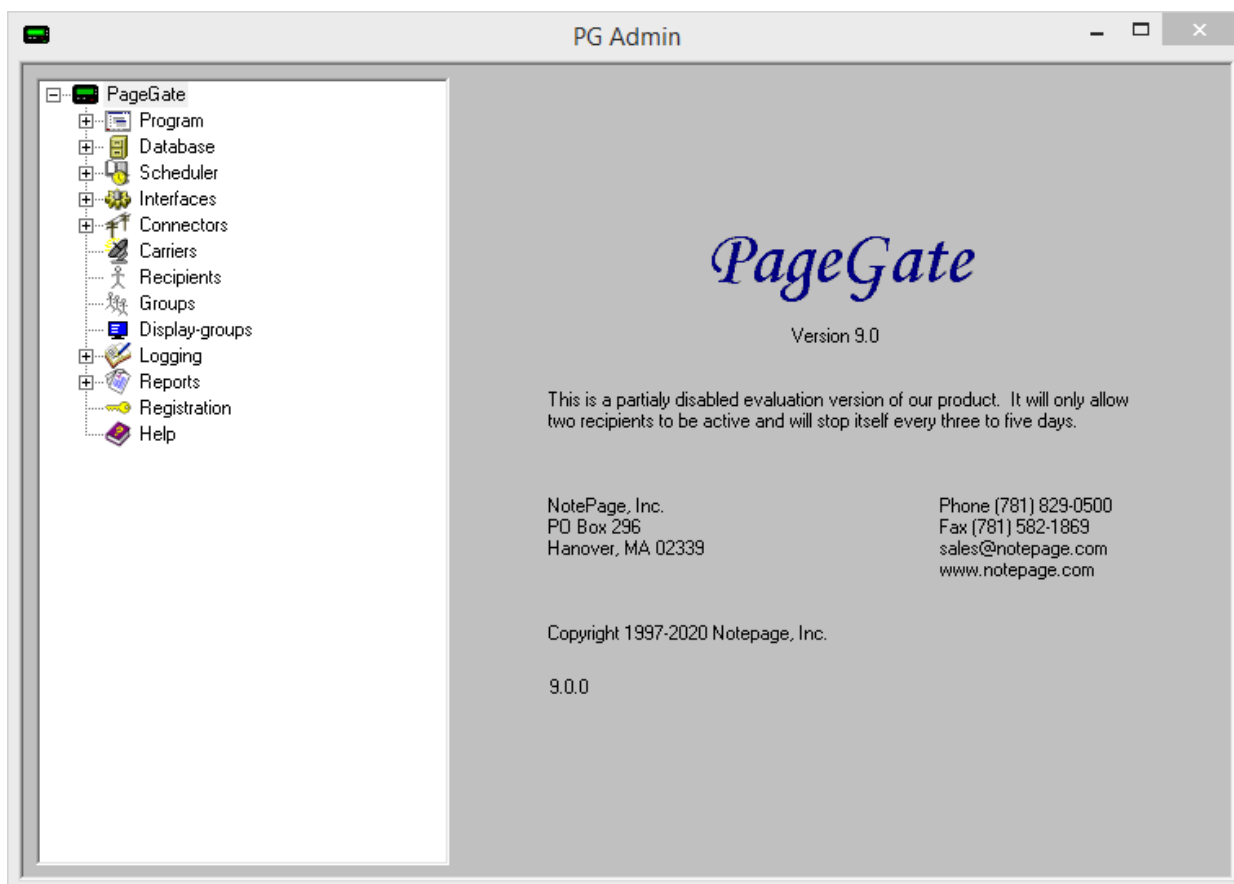 PG Admin
PageGate
Program
Database
Scheduler
Interfaces
Connectors
Carriers
Recipients
Groups
Display-groups
Logging
Reports
Registration
Help
PageGate
Version 9.0
This is a partialy disabled evaluation version of our product. It will only allow
two recipients to be active and will stop itself every three to five days.
NotePage, Inc.
PO Box 296
Hanover, MA 02339
Phone (781) 829-0500
Fax (781) 582-1869
sales@notepage.com
www.notepage.com
Copyright 1997-2020 Notepage, Inc.
9.0.0